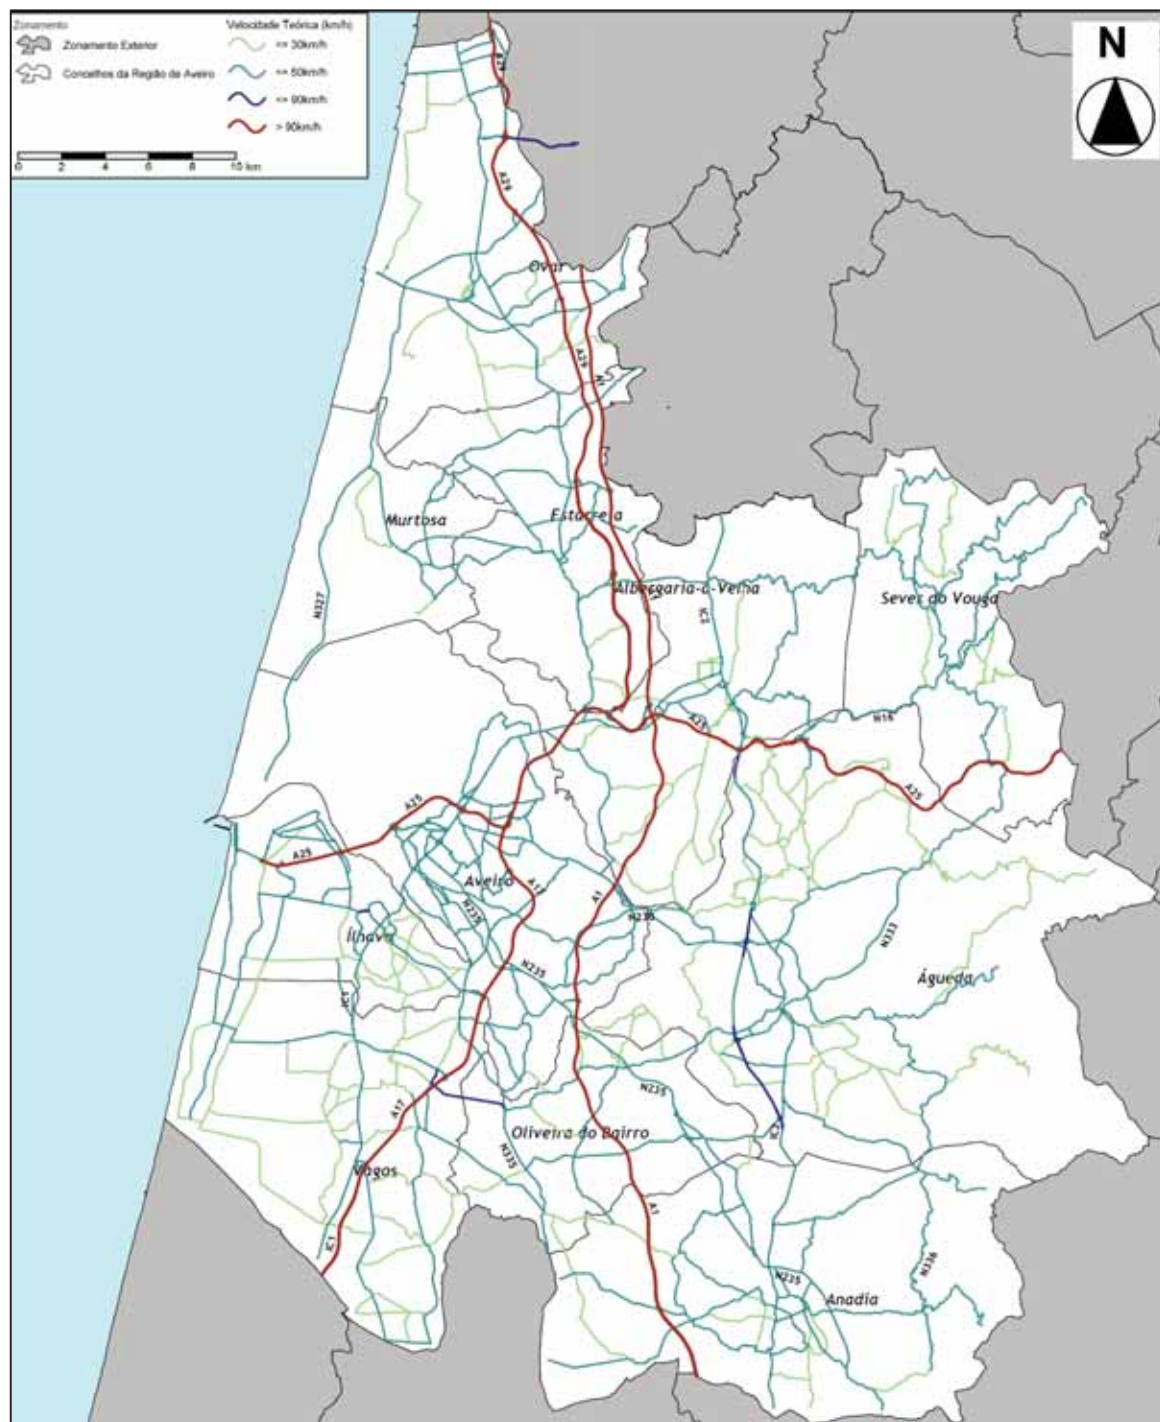 Zonamento
Zonamento Exterior
Concelhos da Região de Aveiro
Velocidade Teórica (km/h)
<= 30km/h
<= 50km/h
<= 90km/h
> 90km/h
0 2 4 6 8 10 km
N
A29
A29
Ovar
A29
A1
Murtosa
Estarreja
N327
Albergaria-a-Velha
A1
IC2
Sever do Vouga
A25
N16
A25
A25
A25
Aveiro
A17
A1
N235
N230
Ílhavo
N235
N333
Águeda
IC1
N235
A17
IC2
Oliveira do Bairro
N335
Vagos
A1
IC1
N336
N235
Anadia